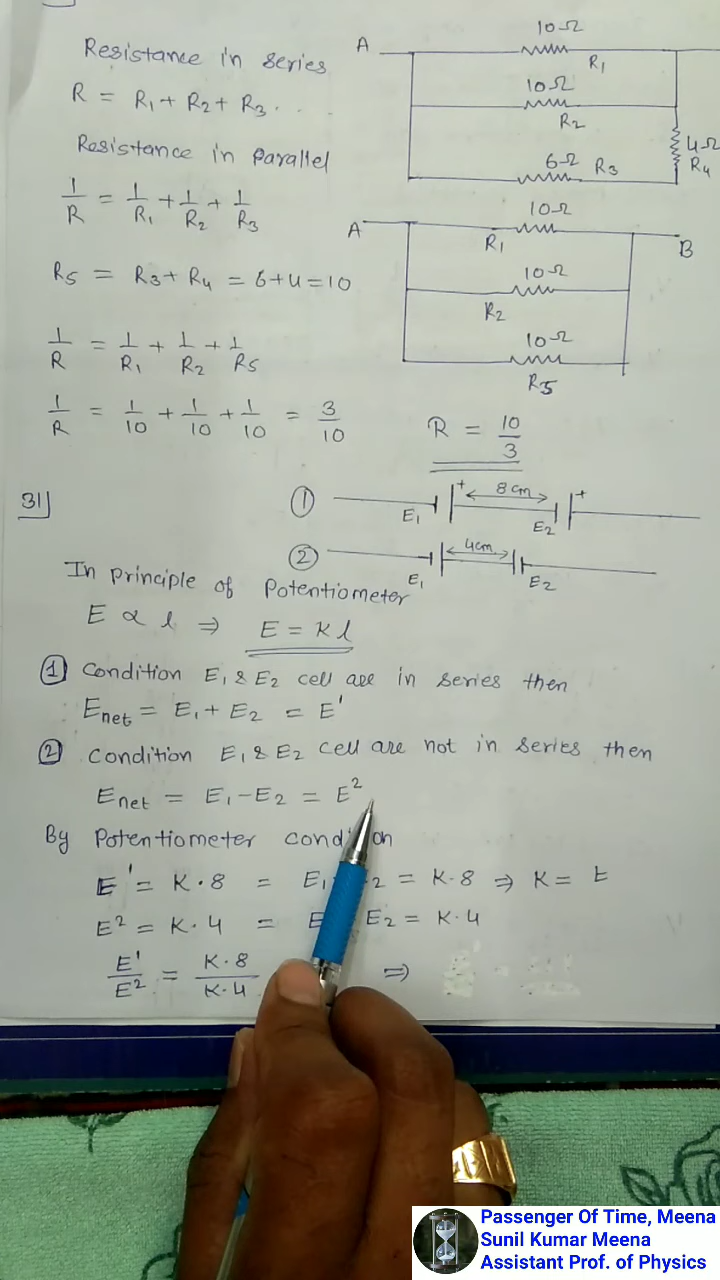 Resistance in series
R = R1 + R2 + R3 . .
Resistance in Parallel
1/R = 1/R1 + 1/R2 + 1/R3
R5 = R3 + R4 = 6+4 = 10
1/R = 1/R1 + 1/R2 + 1/R5
1/R = 1/10 + 1/10 + 1/10 = 3/10
R = 10/3
A
10Ω
R1
10Ω
R2
6Ω R3
4Ω
R4
A
10Ω
R1
B
10Ω
R2
10Ω
R5
31
① E1 + 8cm E2 +
② E1 4cm E2
In principle of Potentiometer
E ∝ l ⇒ E = Kl
① Condition E1 & E2 cell are in series then
Enet = E1 + E2 = E'
② Condition E1 & E2 cell are not in series then
Enet = E1 - E2 = E²
By Potentiometer condition
E' = K·8 = E1 2 = K·8 ⇒ K = E
E² = K·4 = E E2 = K·4
E'/E² = K·8/K·4 ⇒
Passenger Of Time, Meena
Sunil Kumar Meena
Assistant Prof. of Physics